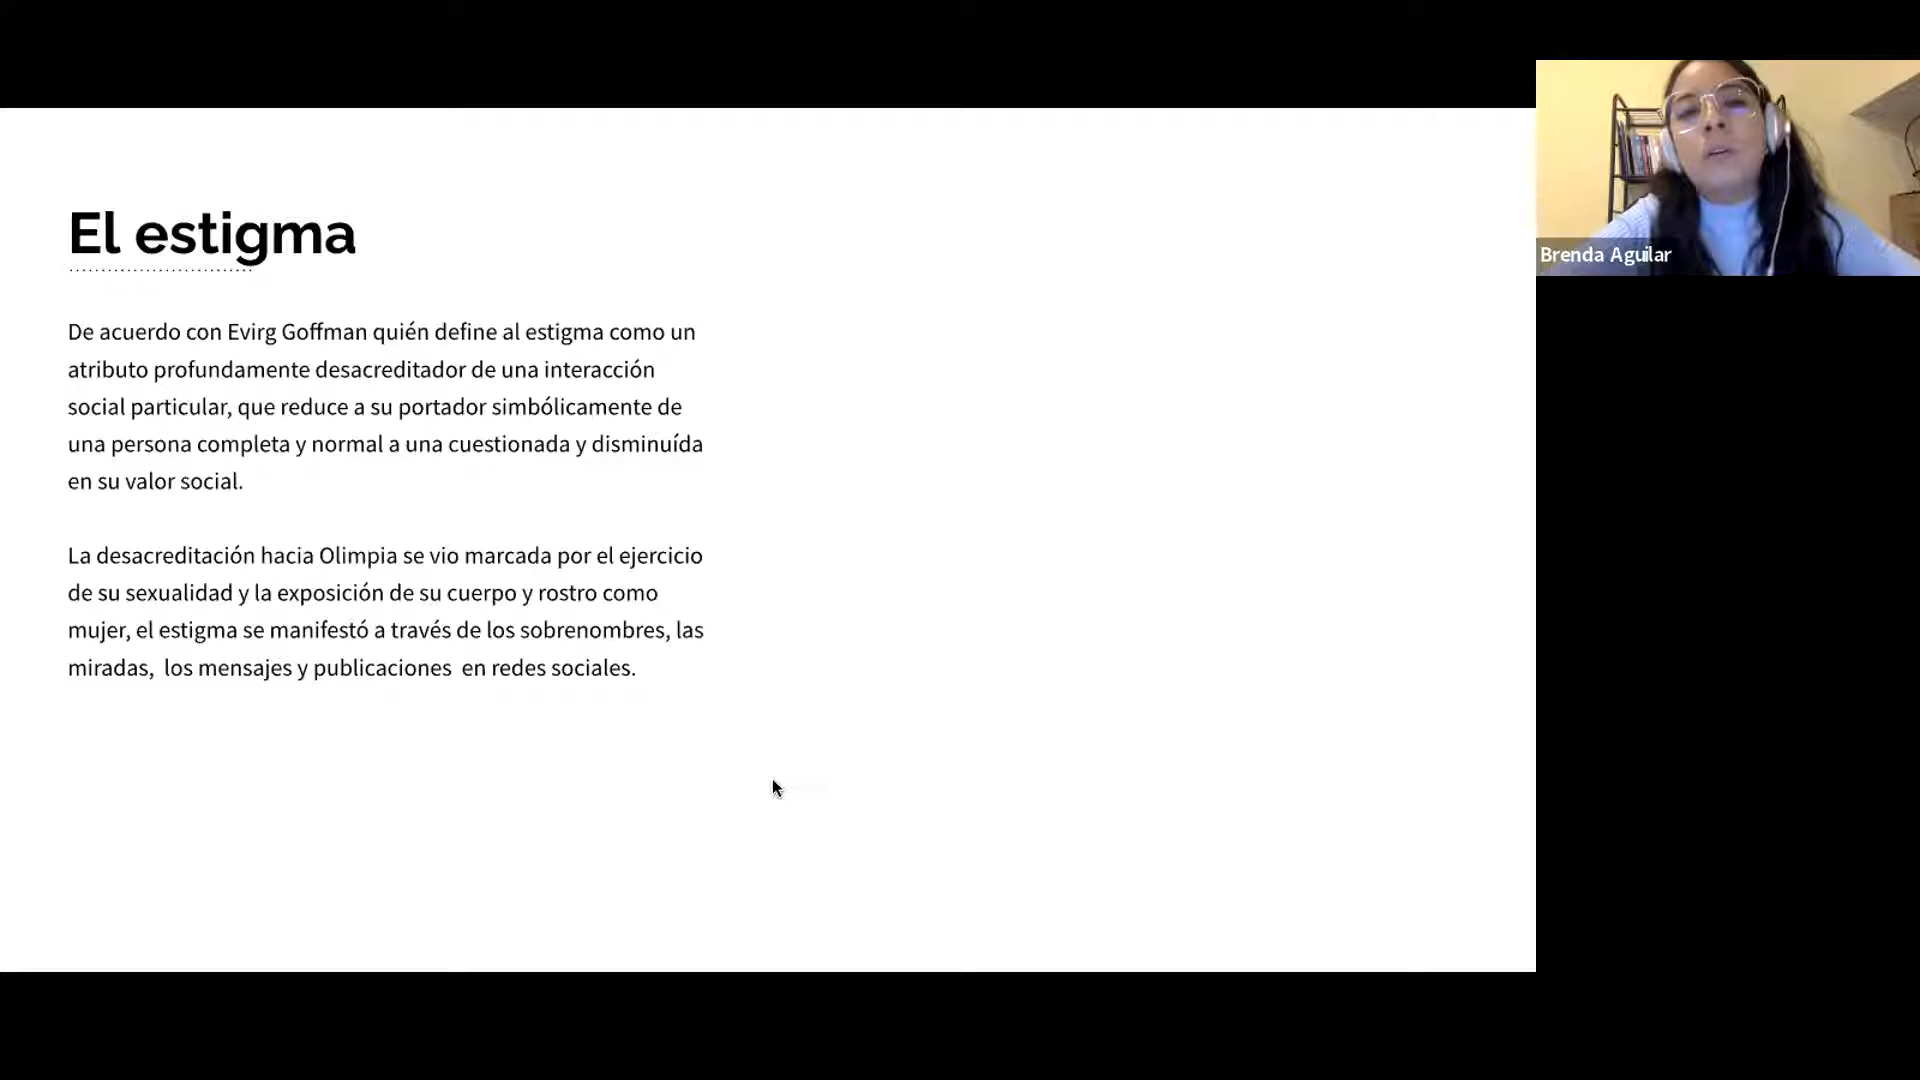 El estigma
De acuerdo con Evirg Goffman quién define al estigma como un
atributo profundamente desacreditador de una interacción
social particular, que reduce a su portador simbólicamente de
una persona completa y normal a una cuestionada y disminuída
en su valor social.
La desacreditación hacia Olimpia se vio marcada por el ejercicio
de su sexualidad y la exposición de su cuerpo y rostro como
mujer, el estigma se manifestó a través de los sobrenombres, las
miradas,  los mensajes y publicaciones  en redes sociales.
Brenda Aguilar